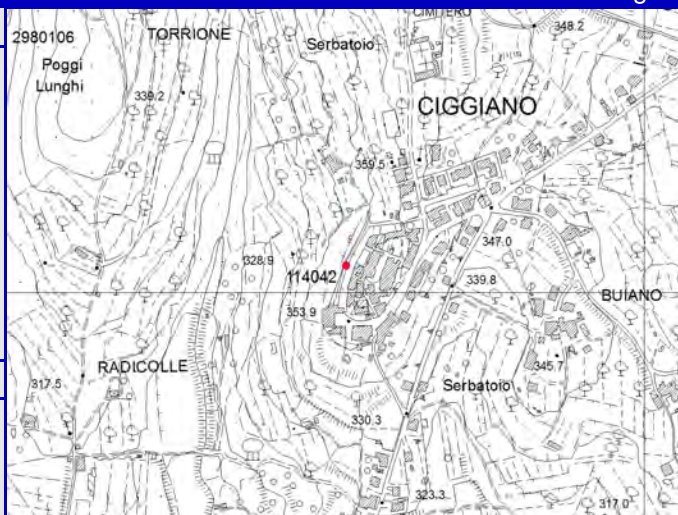 CIMITERO
348.2
2980106
TORRIONE
Serbatoio
Poggi
Lunghi
339.2
CIGGIANO
359.5
347.0
328.9
114042
339.8
BUIANO
353.9
RADICOLLE
345.7
317.5
Serbatoio
330.3
323.3
317.0